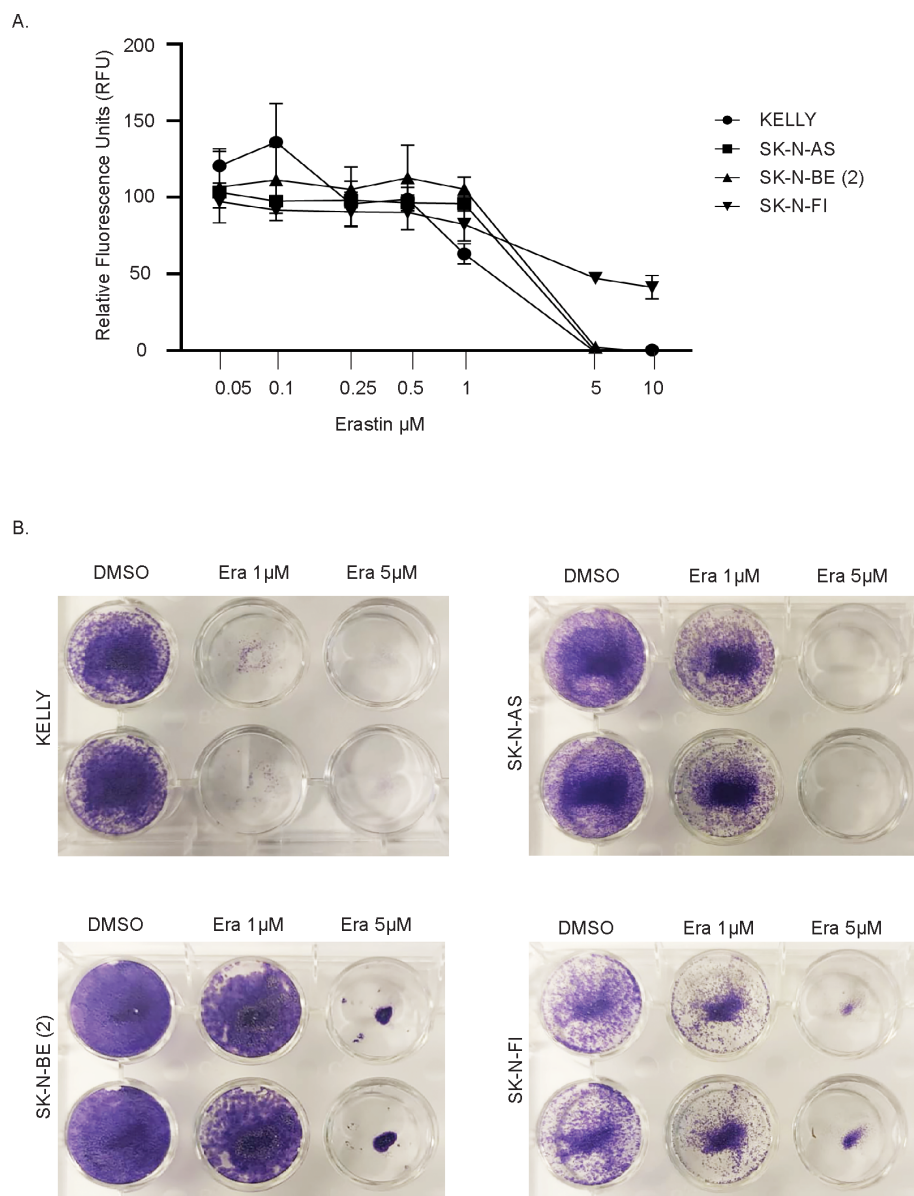 A.
Relative Fluorescence Units (RFU)
200
150
100
50
0
0.05 0.1 0.25 0.5 1 5 10
Erastin µM
KELLY
SK-N-AS
SK-N-BE (2)
SK-N-FI
B.
DMSO Era 1µM Era 5µM
KELLY
DMSO Era 1µM Era 5µM
SK-N-AS
DMSO Era 1µM Era 5µM
SK-N-BE (2)
DMSO Era 1µM Era 5µM
SK-N-FI